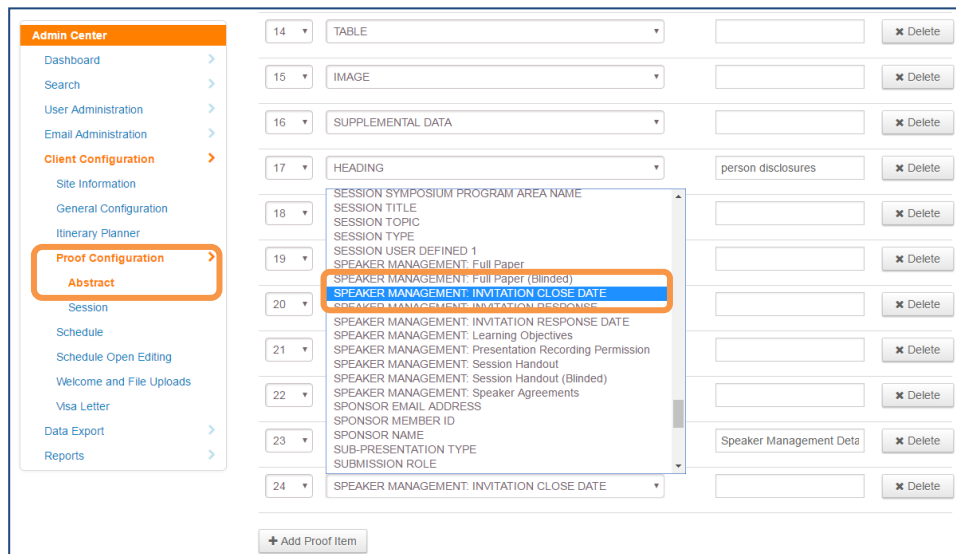 Admin Center
Dashboard
Search
User Administration
Email Administration
Client Configuration
Site Information
General Configuration
Itinerary Planner
Proof Configuration
Abstract
Session
Schedule
Schedule Open Editing
Welcome and File Uploads
Visa Letter
Data Export
Reports
14 TABLE Delete
15 IMAGE Delete
16 SUPPLEMENTAL DATA Delete
17 HEADING person disclosures Delete
18 Delete
19 Delete
20 Delete
21 Delete
22 Delete
23 Speaker Management Deta Delete
SESSION SYMPOSIUM PROGRAM AREA NAME
SESSION TITLE
SESSION TOPIC
SESSION TYPE
SESSION USER DEFINED 1
SPEAKER MANAGEMENT: Full Paper
SPEAKER MANAGEMENT: Full Paper (Blinded)
SPEAKER MANAGEMENT: INVITATION CLOSE DATE
SPEAKER MANAGEMENT: INVITATION RESPONSE
SPEAKER MANAGEMENT: INVITATION RESPONSE DATE
SPEAKER MANAGEMENT: Learning Objectives
SPEAKER MANAGEMENT: Presentation Recording Permission
SPEAKER MANAGEMENT: Session Handout
SPEAKER MANAGEMENT: Session Handout (Blinded)
SPEAKER MANAGEMENT: Speaker Agreements
SPONSOR EMAIL ADDRESS
SPONSOR MEMBER ID
SPONSOR NAME
SUB-PRESENTATION TYPE
SUBMISSION ROLE
24 SPEAKER MANAGEMENT: INVITATION CLOSE DATE Delete
+ Add Proof Item